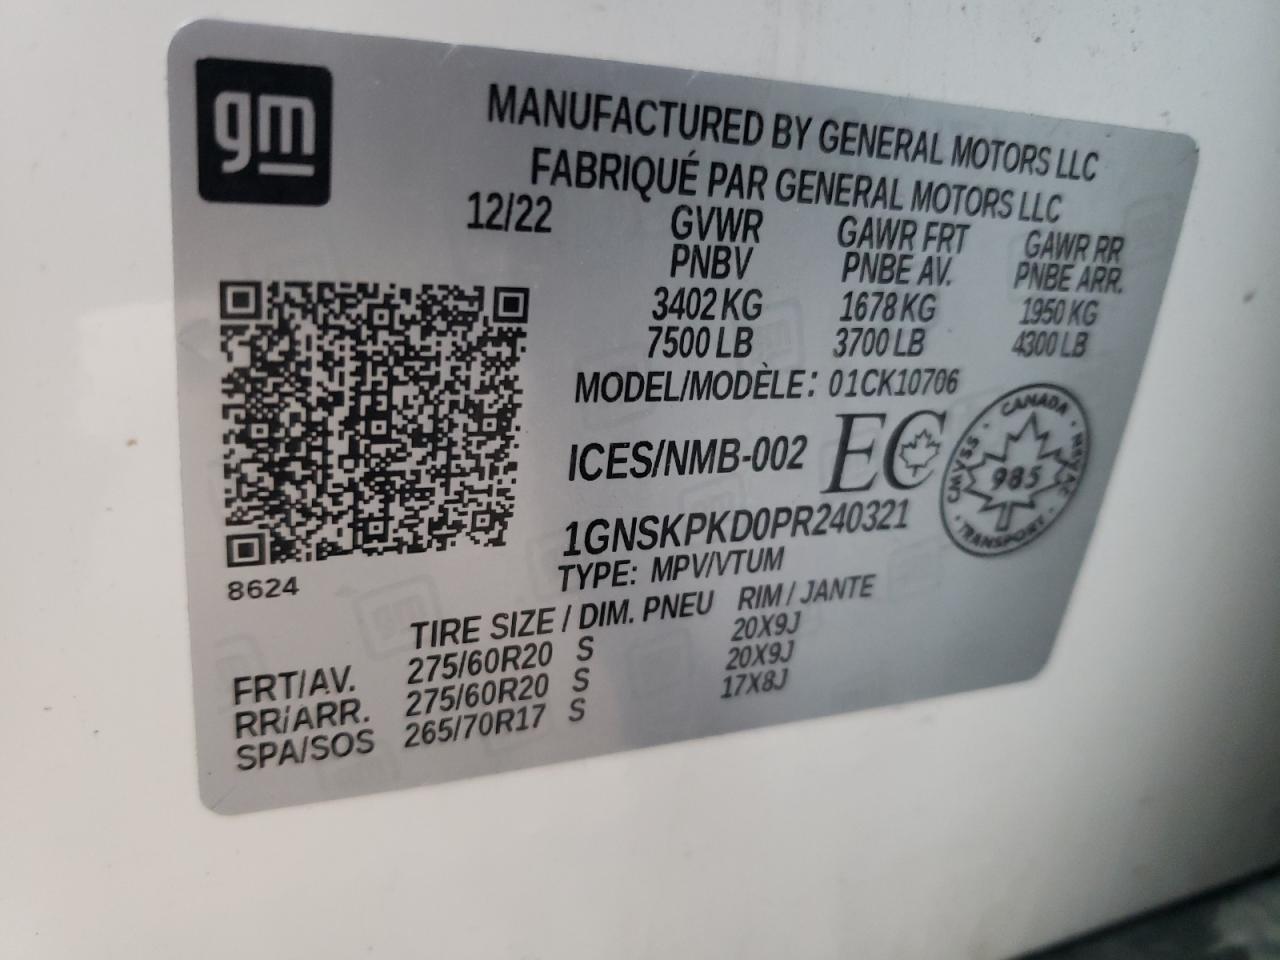 gm
MANUFACTURED BY GENERAL MOTORS LLC
FABRIQUÉ PAR GENERAL MOTORS LLC
12/22 GVWR GAWR FRT GAWR RR
PNBV PNBE AV. PNBE ARR.
3402 KG 1678 KG 1950 KG
7500 LB 3700 LB 4300 LB
MODEL/MODÈLE: 01CK10706
ICES/NMB-002 EC
CANADA · CMVSS · NSVAC · TRANSPORT
985
1GNSKPKD0PR240321
TYPE: MPV/VTUM
8624
TIRE SIZE / DIM. PNEU RIM / JANTE
FRT/AV. 275/60R20 S 20X9J
RR/ARR. 275/60R20 S 20X9J
SPA/SOS 265/70R17 S 17X8J